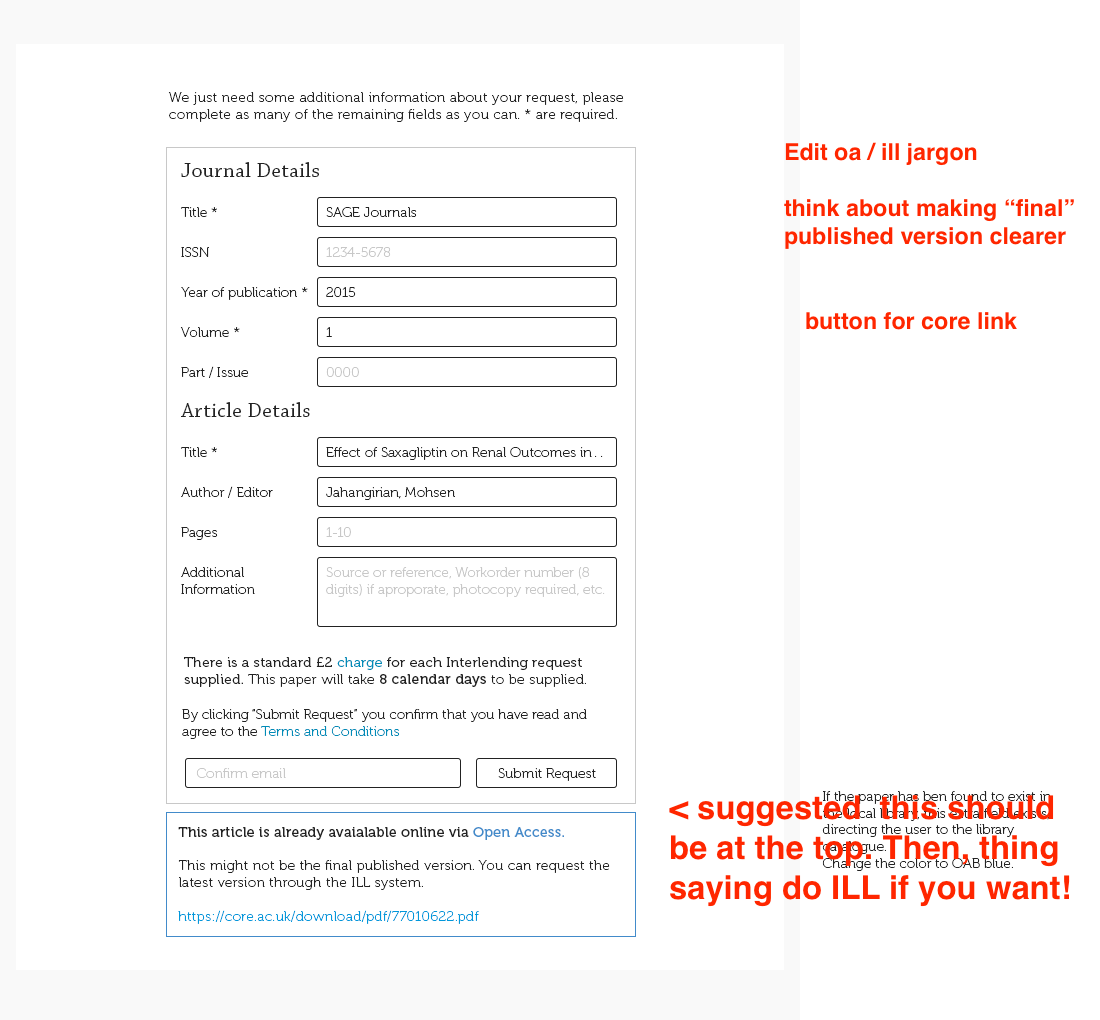 We just need some additional information about your request, please
complete as many of the remaining fields as you can. * are required.
Journal Details
Title *
SAGE Journals
ISSN
1234-5678
Year of publication *
2015
Volume *
1
Part / Issue
0000
Article Details
Title *
Effect of Saxagliptin on Renal Outcomes in . .
Author / Editor
Jahangirian, Mohsen
Pages
1-10
Additional
Information
Source or reference, Workorder number (8
digits) if aproporate, photocopy required, etc.
There is a standard £2 charge for each Interlending request
supplied. This paper will take 8 calendar days to be supplied.
By clicking "Submit Request" you confirm that you have read and
agree to the Terms and Conditions
Confirm email
Submit Request
This article is already avaialable online via Open Access.
This might not be the final published version. You can request the
latest version through the ILL system.
https://core.ac.uk/download/pdf/77010622.pdf
Edit oa / ill jargon
think about making “final”
published version clearer
button for core link
< suggested, this should
be at the top. Then, thing
saying do ILL if you want!
If the paper has ben found to exist in
the local library, this extra field exists
directing the user to the library
catalogue.
Change the color to OAB blue.